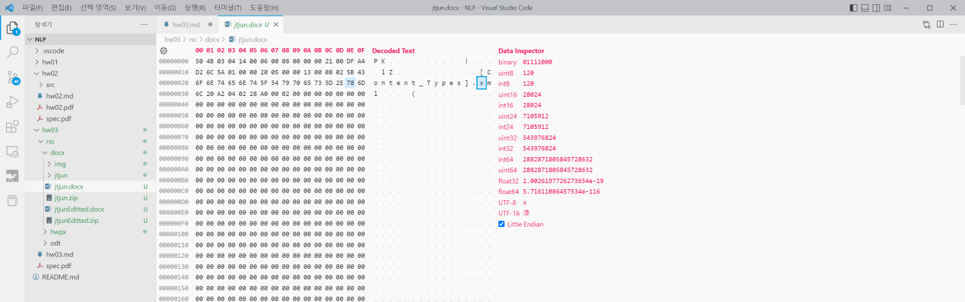 파일(F) 편집(E) 선택 영역(S) 보기(V) 이동(G) 실행(R) 터미널(T) 도움말(H)
jtjun.docx - NLP - Visual Studio Code
탐색기 ···
hw03.md
jtjun.docx U ×
hw03 > rsc > docx > jtjun.docx
NLP
.vscode
hw01
hw02
src
hw02.md
hw02.pdf
spec.pdf
hw03
rsc
docx
img
jtjun
jtjun.docx U
jtjun.zip U
jtjunEditted.docx U
jtjunEditted.zip U
hwpx
odt
hw03.md
spec.pdf
README.md
00 01 02 03 04 05 06 07 08 09 0A 0B 0C 0D 0E 0F Decoded Text
00000000 50 4B 03 04 14 00 06 00 08 00 00 00 21 00 DF A4 P K . . . . . . . . . . ! . . .
00000010 D2 6C 5A 01 00 00 20 05 00 00 13 00 08 02 5B 43 . l Z . . . . . . . . . . [ C
00000020 6F 6E 74 65 6E 74 5F 54 79 70 65 73 5D 2E 78 6D o n t e n t _ T y p e s ] . x m
00000030 6C 20 A2 04 02 28 A0 00 02 00 00 00 00 00 00 00 l . . . ( . . . . . . . . . .
00000040 00 00 00 00 00 00 00 00 00 00 00 00 00 00 00 00 . . . . . . . . . . . . . . . .
00000050 00 00 00 00 00 00 00 00 00 00 00 00 00 00 00 00 . . . . . . . . . . . . . . . .
00000060 00 00 00 00 00 00 00 00 00 00 00 00 00 00 00 00 . . . . . . . . . . . . . . . .
00000070 00 00 00 00 00 00 00 00 00 00 00 00 00 00 00 00 . . . . . . . . . . . . . . . .
00000080 00 00 00 00 00 00 00 00 00 00 00 00 00 00 00 00 . . . . . . . . . . . . . . . .
00000090 00 00 00 00 00 00 00 00 00 00 00 00 00 00 00 00 . . . . . . . . . . . . . . . .
000000A0 00 00 00 00 00 00 00 00 00 00 00 00 00 00 00 00 . . . . . . . . . . . . . . . .
000000B0 00 00 00 00 00 00 00 00 00 00 00 00 00 00 00 00 . . . . . . . . . . . . . . . .
000000C0 00 00 00 00 00 00 00 00 00 00 00 00 00 00 00 00 . . . . . . . . . . . . . . . .
000000D0 00 00 00 00 00 00 00 00 00 00 00 00 00 00 00 00 . . . . . . . . . . . . . . . .
000000E0 00 00 00 00 00 00 00 00 00 00 00 00 00 00 00 00 . . . . . . . . . . . . . . . .
000000F0 00 00 00 00 00 00 00 00 00 00 00 00 00 00 00 00 . . . . . . . . . . . . . . . .
00000100 00 00 00 00 00 00 00 00 00 00 00 00 00 00 00 00 . . . . . . . . . . . . . . . .
00000110 00 00 00 00 00 00 00 00 00 00 00 00 00 00 00 00 . . . . . . . . . . . . . . . .
00000120 00 00 00 00 00 00 00 00 00 00 00 00 00 00 00 00 . . . . . . . . . . . . . . . .
00000130 00 00 00 00 00 00 00 00 00 00 00 00 00 00 00 00 . . . . . . . . . . . . . . . .
00000140 00 00 00 00 00 00 00 00 00 00 00 00 00 00 00 00 . . . . . . . . . . . . . . . .
00000150 00 00 00 00 00 00 00 00 00 00 00 00 00 00 00 00 . . . . . . . . . . . . . . . .
00000160 00 00 00 00 00 00 00 00 00 00 00 00 00 00 00 00 . . . . . . . . . . . . . . . .
Data Inspector
binary 01111000
uint8 120
int8 120
uint16 28024
int16 28024
uint24 7105912
int24 7105912
uint32 543976824
int32 543976824
int64 2882871805845728632
uint64 2882871805845728632
float32 2.0026197726273654e-19
float64 5.71611086457534e-116
UTF-8 x
UTF-16
Little Endian